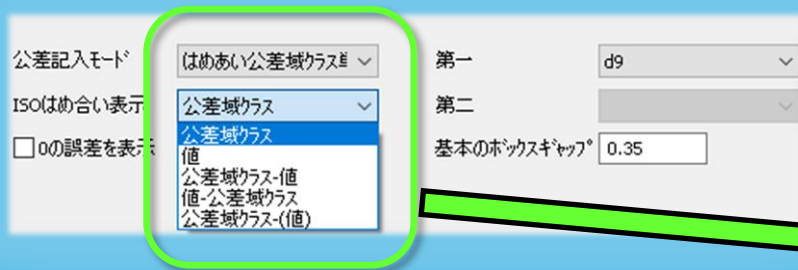 公差記入モード はめあい公差域クラス 第一 d9
ISOはめ合い表示 公差域クラス 第二
公差域クラス
□0の誤差を表示 値 基本のボックスギャップ 0.35
公差域クラス-値
値-公差域クラス
公差域クラス-(値)